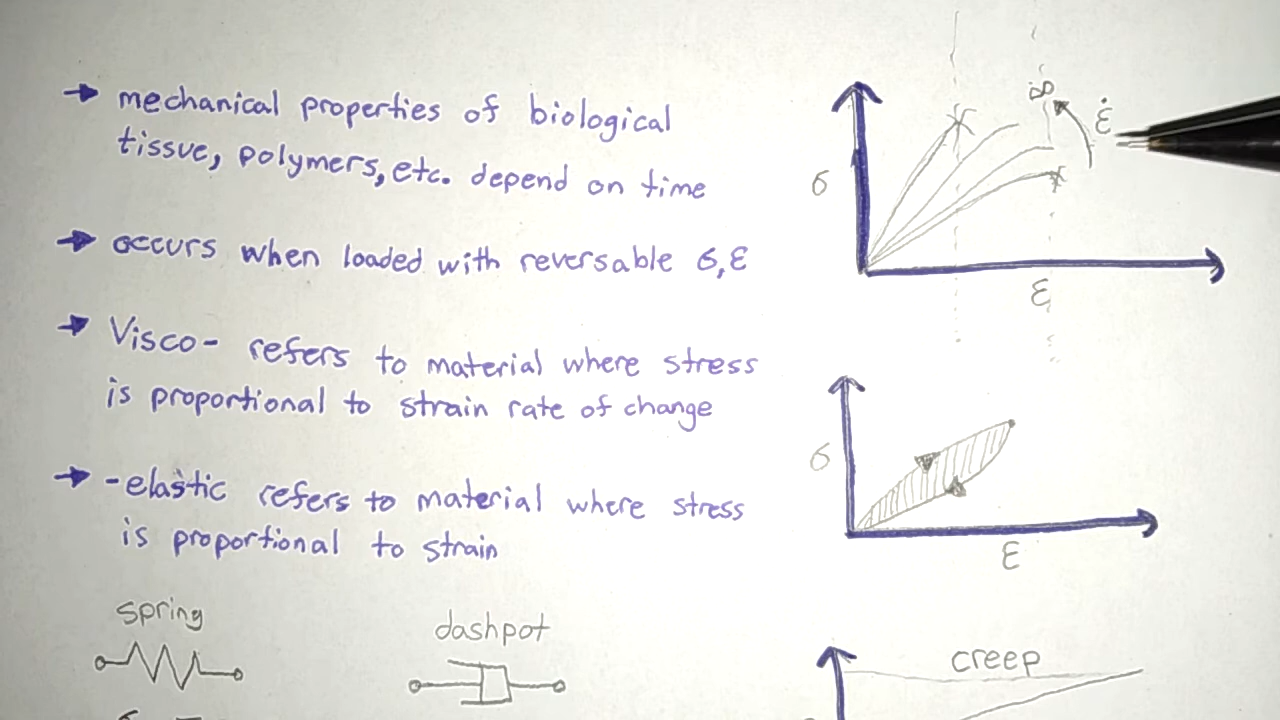 → mechanical properties of biological
tissue, polymers, etc. depend on time
→ occurs when loaded with reversable σ, ε
→ Visco- refers to material where stress
is proportional to strain rate of change
→ -elastic refers to material where stress
is proportional to strain
spring
dashpot
σ
ε̇
ε
σ
ε
creep